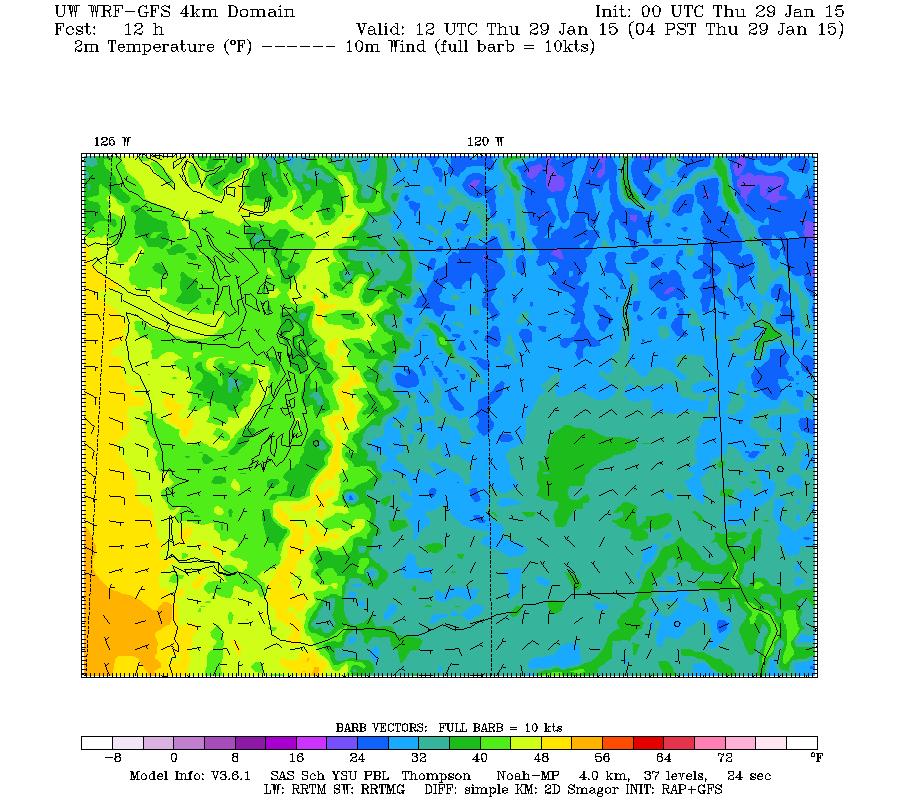 UW WRF-GFS 4km Domain Init: 00 UTC Thu 29 Jan 15
Fcst: 12 h Valid: 12 UTC Thu 29 Jan 15 (04 PST Thu 29 Jan 15)
2m Temperature (°F) ------ 10m Wind (full barb = 10kts)
126 W 120 W
BARB VECTORS: FULL BARB = 10 kts
-8 0 8 16 24 32 40 48 56 64 72 °F
Model Info: V3.6.1 SAS Sch YSU PBL Thompson Noah-MP 4.0 km, 37 levels, 24 sec
LW: RRTM SW: RRTMG DIFF: simple KM: 2D Smagor INIT: RAP+GFS